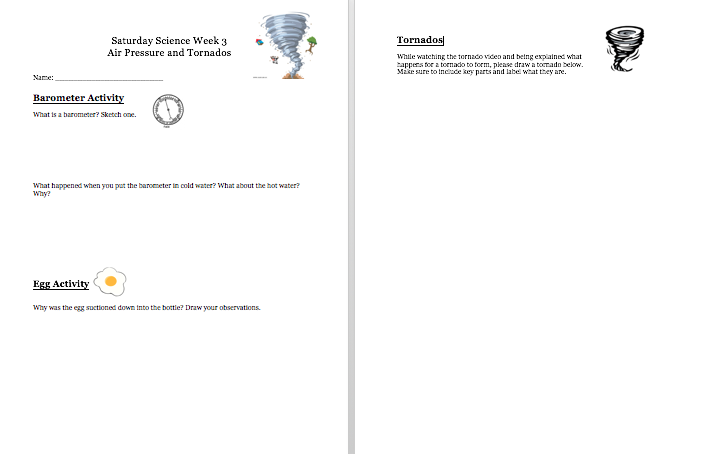 Saturday Science Week 3
Air Pressure and Tornados
Name: ____________________________
Barometer Activity
What is a barometer? Sketch one.
What happened when you put the barometer in cold water? What about the hot water?
Why?
Egg Activity
Why was the egg suctioned down into the bottle? Draw your observations.
Tornados
While watching the tornado video and being explained what
happens for a tornado to form, please draw a tornado below.
Make sure to include key parts and label what they are.